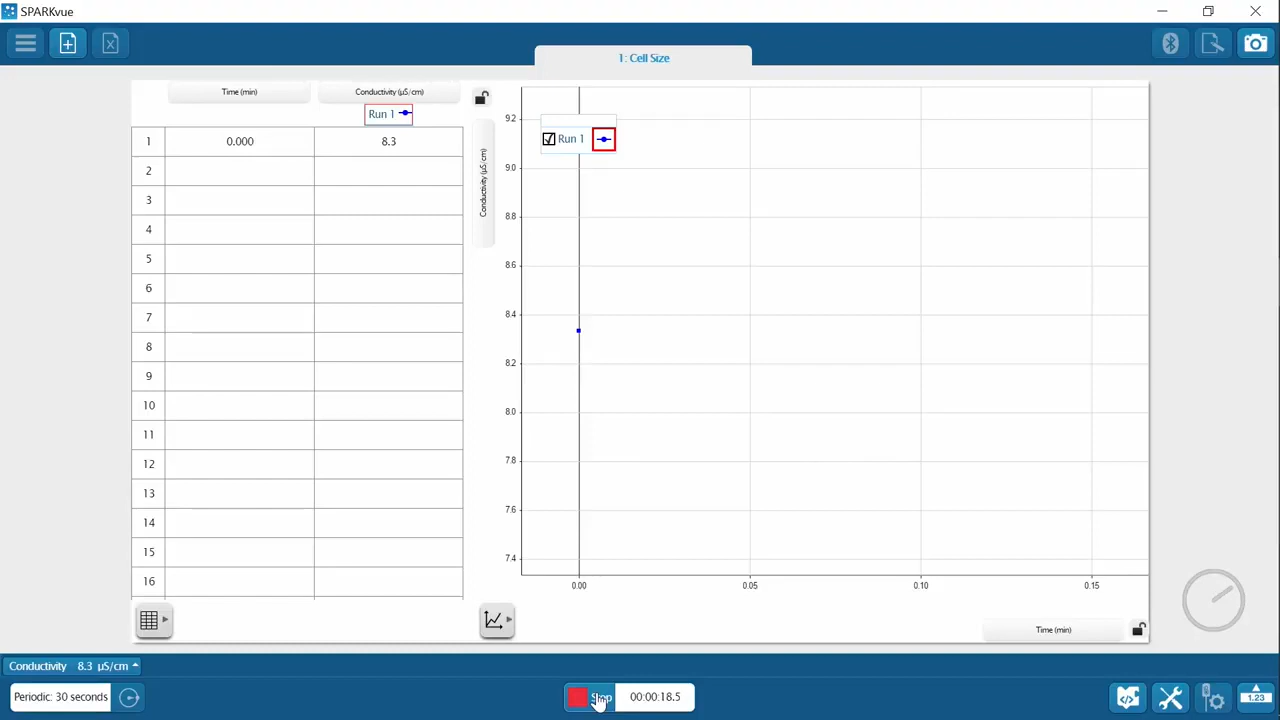 SPARKvue
1: Cell Size
Time (min) Conductivity (µS/cm)
Run 1
1 0.000 8.3
2
3
4
5
6
7
8
9
10
11
12
13
14
15
16
Conductivity (µS/cm)
Run 1
9.2
9.0
8.8
8.6
8.4
8.2
8.0
7.8
7.6
7.4
0.00 0.05 0.10 0.15
Time (min)
Conductivity 8.3 µS/cm
Periodic: 30 seconds
Stop 00:00:18.5
1.23